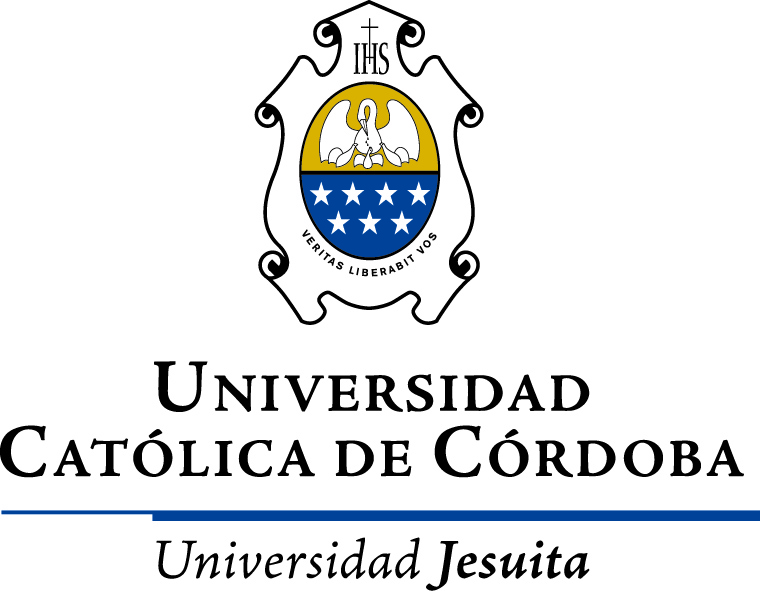 IHS
VERITAS LIBERABIT VOS
UNIVERSIDAD
CATÓLICA DE CÓRDOBA
Universidad Jesuita